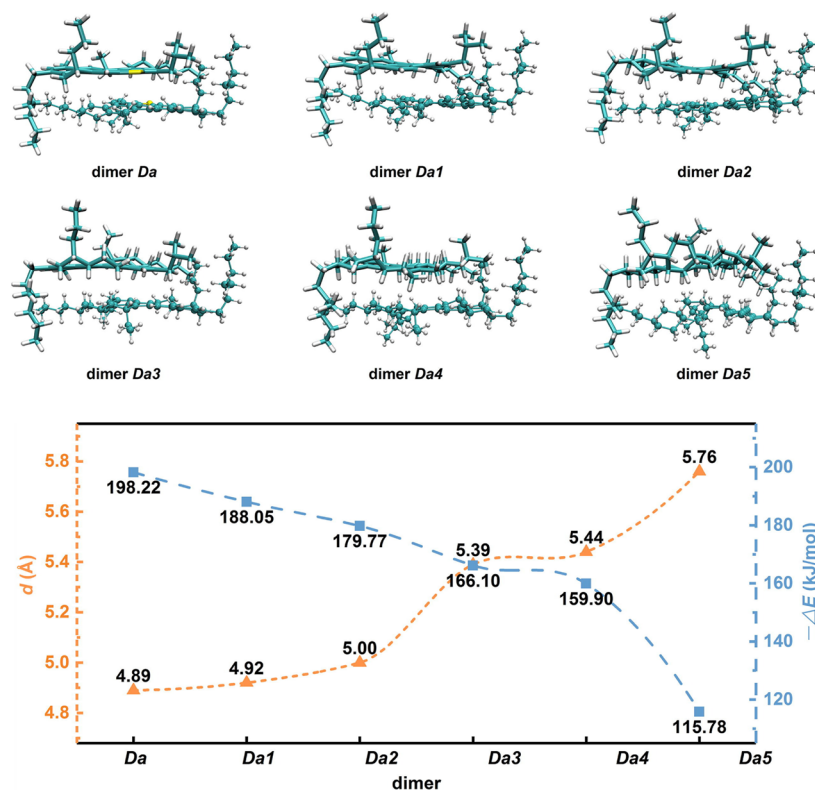 dimer Da
dimer Da1
dimer Da2
dimer Da3
dimer Da4
dimer Da5
d (Å)
5.8
5.6
5.4
5.2
5.0
4.8
198.22
188.05
179.77
166.10
159.90
115.78
4.89
4.92
5.00
5.39
5.44
5.76
200
180
160
140
120
−△E (kJ/mol)
Da
Da1
Da2
Da3
Da4
Da5
dimer